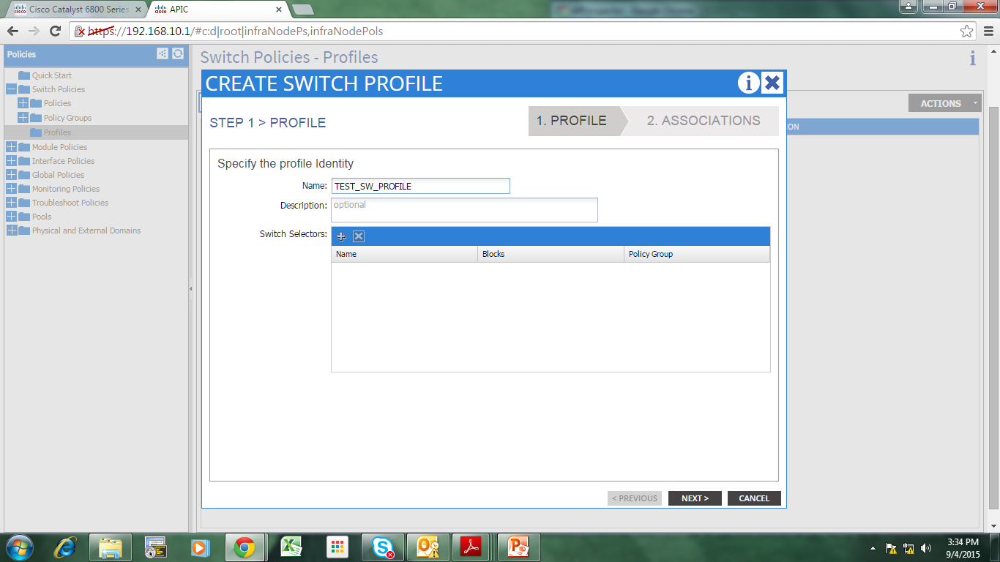 Cisco Catalyst 6800 Series
APIC
https://192.168.10.1/#c:d|root|infraNodePs,infraNodePols
Policies
Quick Start
Switch Policies
Policies
Policy Groups
Profiles
Module Policies
Interface Policies
Global Policies
Monitoring Policies
Troubleshoot Policies
Pools
Physical and External Domains
Switch Policies - Profiles
i
ACTIONS
ON
CREATE SWITCH PROFILE
i
STEP 1 > PROFILE
1. PROFILE
2. ASSOCIATIONS
Specify the profile Identity
Name: TEST_SW_PROFILE
Description: optional
Switch Selectors:
Name Blocks Policy Group
< PREVIOUS NEXT > CANCEL
3:34 PM
9/4/2015